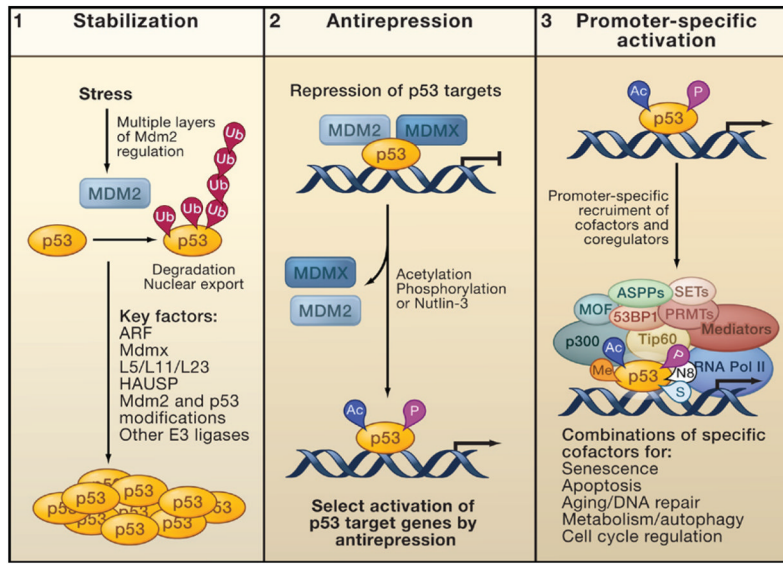 1 Stabilization
Stress
Multiple layers
of Mdm2
regulation
MDM2
Ub
Ub
Ub
Ub
Ub
Ub
p53
p53
Degradation
Nuclear export
Key factors:
ARF
Mdmx
L5/L11/L23
HAUSP
Mdm2 and p53
modifications
Other E3 ligases
p53
p53
p53
p53
p53
p53
p53
p53
p53
p53
2 Antirepression
Repression of p53 targets
MDM2
MDMX
p53
MDMX
MDM2
Acetylation
Phosphorylation
or Nutlin-3
Ac
P
p53
Select activation of
p53 target genes by
antirepression
3 Promoter-specific
activation
Ac
P
p53
Promoter-specific
recruiment of
cofactors and
coregulators
ASPPs
SETs
MOF
53BP1
PRMTs
Mediators
p300
Tip60
Ac
P
Me
p53
N8
RNA Pol II
S
Combinations of specific
cofactors for:
Senescence
Apoptosis
Aging/DNA repair
Metabolism/autophagy
Cell cycle regulation